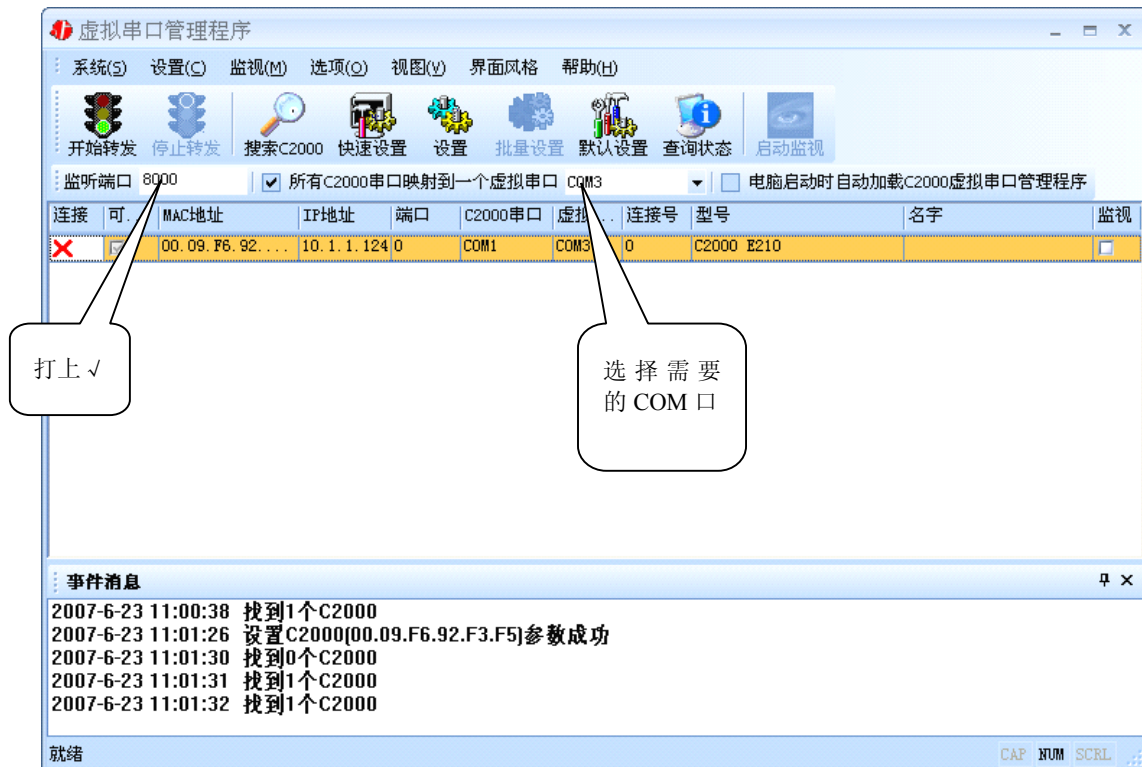 虚拟串口管理程序
系统(S) 设置(C) 监视(M) 选项(O) 视图(V) 界面风格 帮助(H)
开始转发 停止转发 搜索C2000 快速设置 设置 批量设置 默认设置 查询状态 启动监视
监听端口 8000 所有C2000串口映射到一个虚拟串口 COM3 电脑启动时自动加载C2000虚拟串口管理程序
连接 可... MAC地址 IP地址 端口 C2000串口 虚拟... 连接号 型号 名字 监视
00.09.F6.92.... 10.1.1.124 0 COM1 COM3 0 C2000 E210
打上√
选择需要
的COM口
事件消息
2007-6-23 11:00:38 找到1个C2000
2007-6-23 11:01:26 设置C2000(00.09.F6.92.F3.F5)参数成功
2007-6-23 11:01:30 找到0个C2000
2007-6-23 11:01:31 找到1个C2000
2007-6-23 11:01:32 找到1个C2000
就绪
CAP NUM SCRL